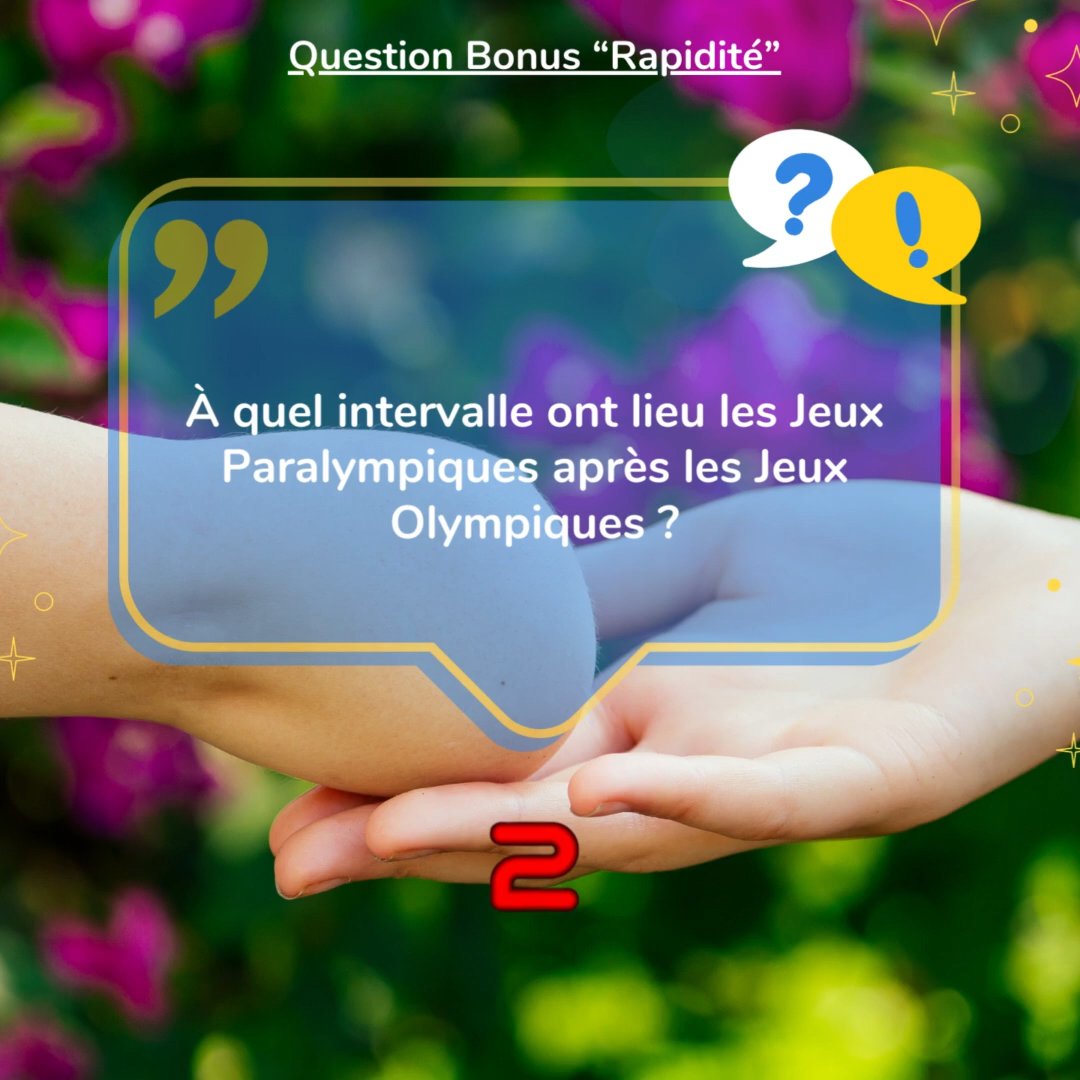 Question Bonus “Rapidité”
?
!
”
À quel intervalle ont lieu les Jeux
Paralympiques après les Jeux
Olympiques ?
2